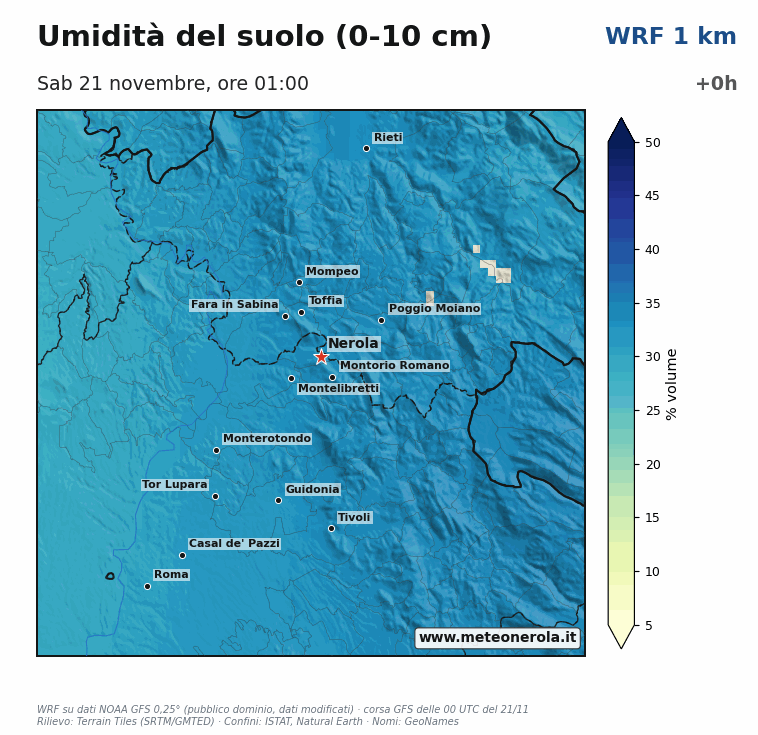 Umidità del suolo (0-10 cm)
WRF 1 km
Sab 21 novembre, ore 01:00
+0h
Rieti
Mompeo
Toffia
Fara in Sabina
Poggio Moiano
Nerola
Montorio Romano
Montelibretti
Monterotondo
Tor Lupara
Guidonia
Tivoli
Casal de' Pazzi
Roma
www.meteonerola.it
50
45
40
35
30
25
20
15
10
5
% volume
WRF su dati NOAA GFS 0,25° (pubblico dominio, dati modificati) · corsa GFS delle 00 UTC del 21/11
Rilievo: Terrain Tiles (SRTM/GMTED) · Confini: ISTAT, Natural Earth · Nomi: GeoNames